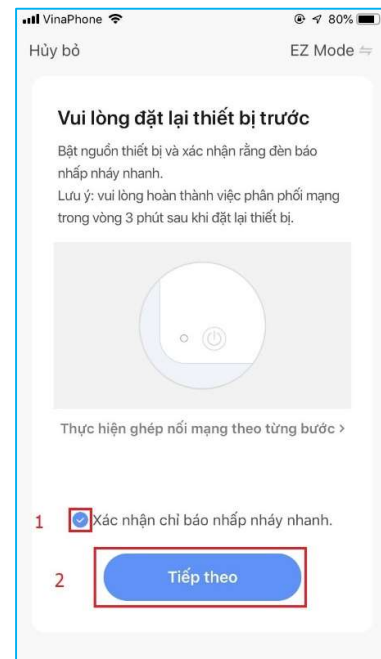 VinaPhone 80%
Hủy bỏ EZ Mode
Vui lòng đặt lại thiết bị trước
Bật nguồn thiết bị và xác nhận rằng đèn báo
nhấp nháy nhanh.
Lưu ý: vui lòng hoàn thành việc phân phối mạng
trong vòng 3 phút sau khi đặt lại thiết bị.
Thực hiện ghép nối mạng theo từng bước >
1 Xác nhận chỉ báo nhấp nháy nhanh.
2 Tiếp theo